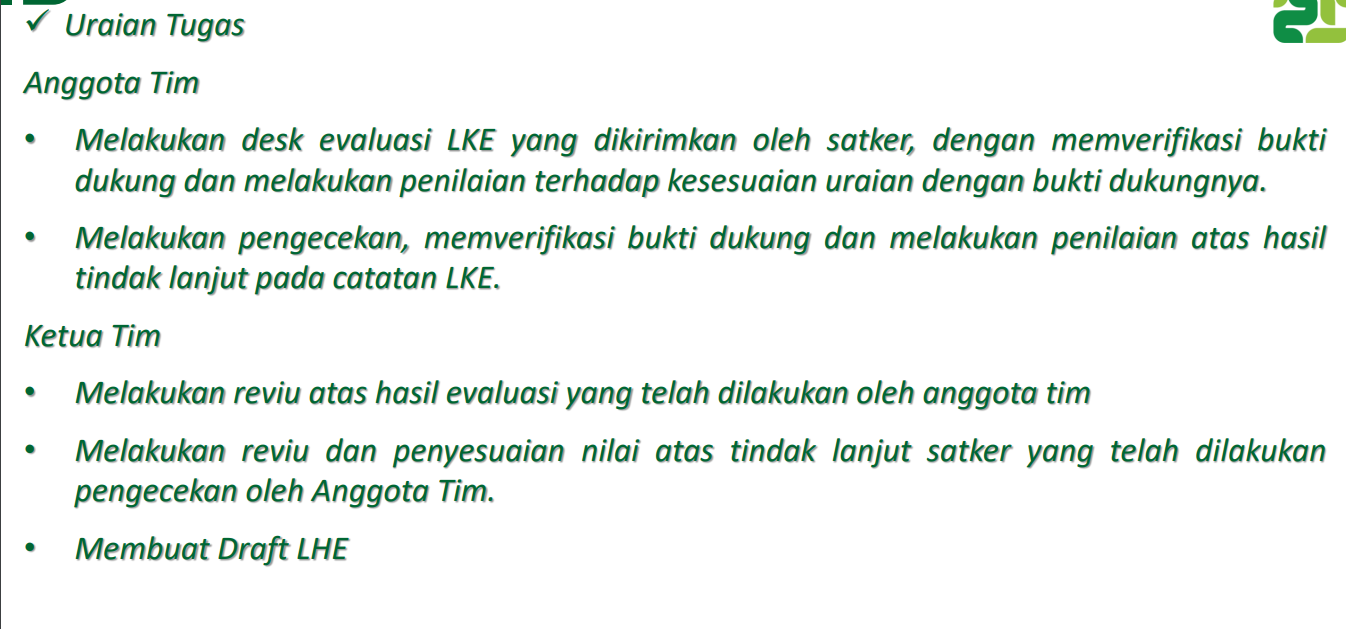 ✓ Uraian Tugas
Anggota Tim
• Melakukan desk evaluasi LKE yang dikirimkan oleh satker, dengan memverifikasi bukti
dukung dan melakukan penilaian terhadap kesesuaian uraian dengan bukti dukungnya.
• Melakukan pengecekan, memverifikasi bukti dukung dan melakukan penilaian atas hasil
tindak lanjut pada catatan LKE.
Ketua Tim
• Melakukan reviu atas hasil evaluasi yang telah dilakukan oleh anggota tim
• Melakukan reviu dan penyesuaian nilai atas tindak lanjut satker yang telah dilakukan
pengecekan oleh Anggota Tim.
• Membuat Draft LHE